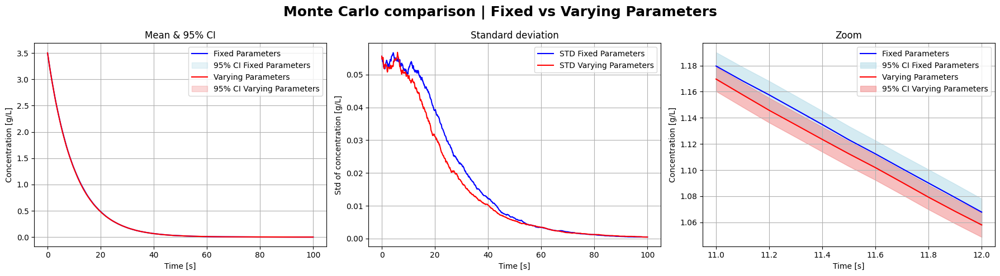 Monte Carlo comparison | Fixed vs Varying Parameters
Mean & 95% CI
Concentration [g/L]
3.5
3.0
2.5
2.0
1.5
1.0
0.5
0.0
Fixed Parameters
95% CI Fixed Parameters
Varying Parameters
95% CI Varying Parameters
0 20 40 60 80 100
Time [s]
Standard deviation
Std of concentration [g/L]
0.05
0.04
0.03
0.02
0.01
0.00
STD Fixed Parameters
STD Varying Parameters
0 20 40 60 80 100
Time [s]
Zoom
Concentration [g/L]
1.18
1.16
1.14
1.12
1.10
1.08
1.06
Fixed Parameters
95% CI Fixed Parameters
Varying Parameters
95% CI Varying Parameters
11.0 11.2 11.4 11.6 11.8 12.0
Time [s]